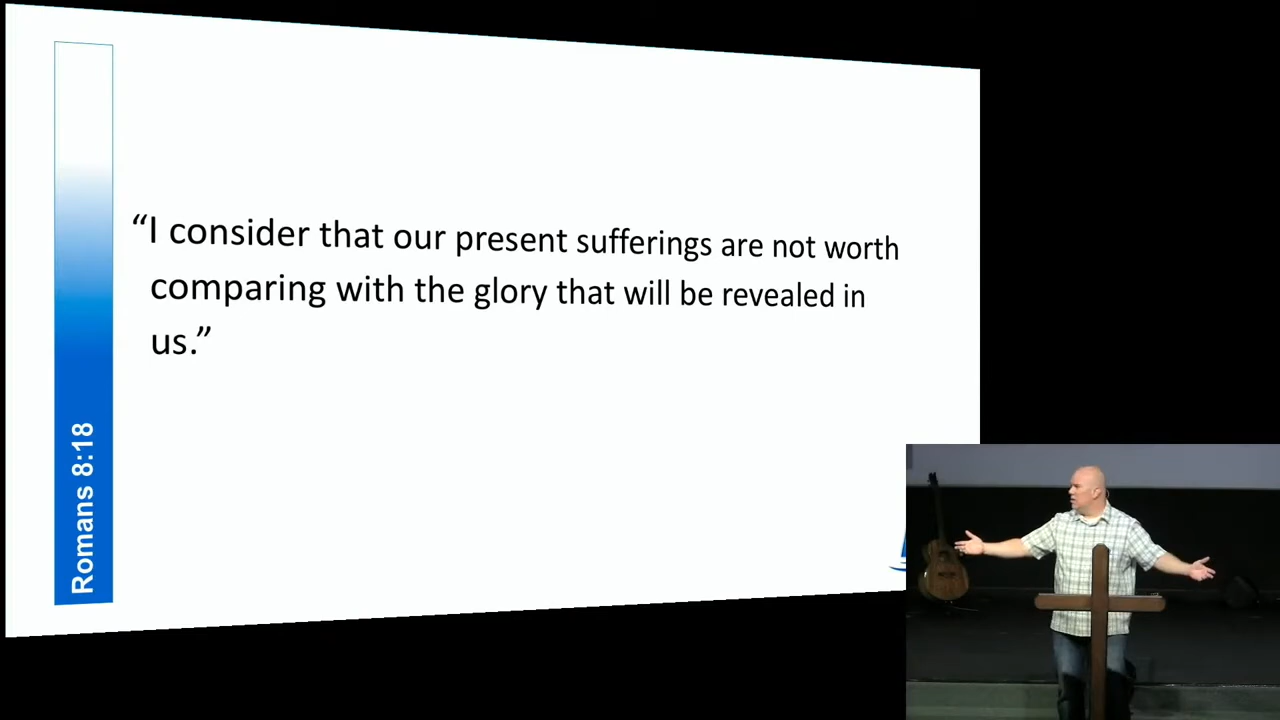 “I consider that our present sufferings are not worth
comparing with the glory that will be revealed in
us.”
Romans 8:18